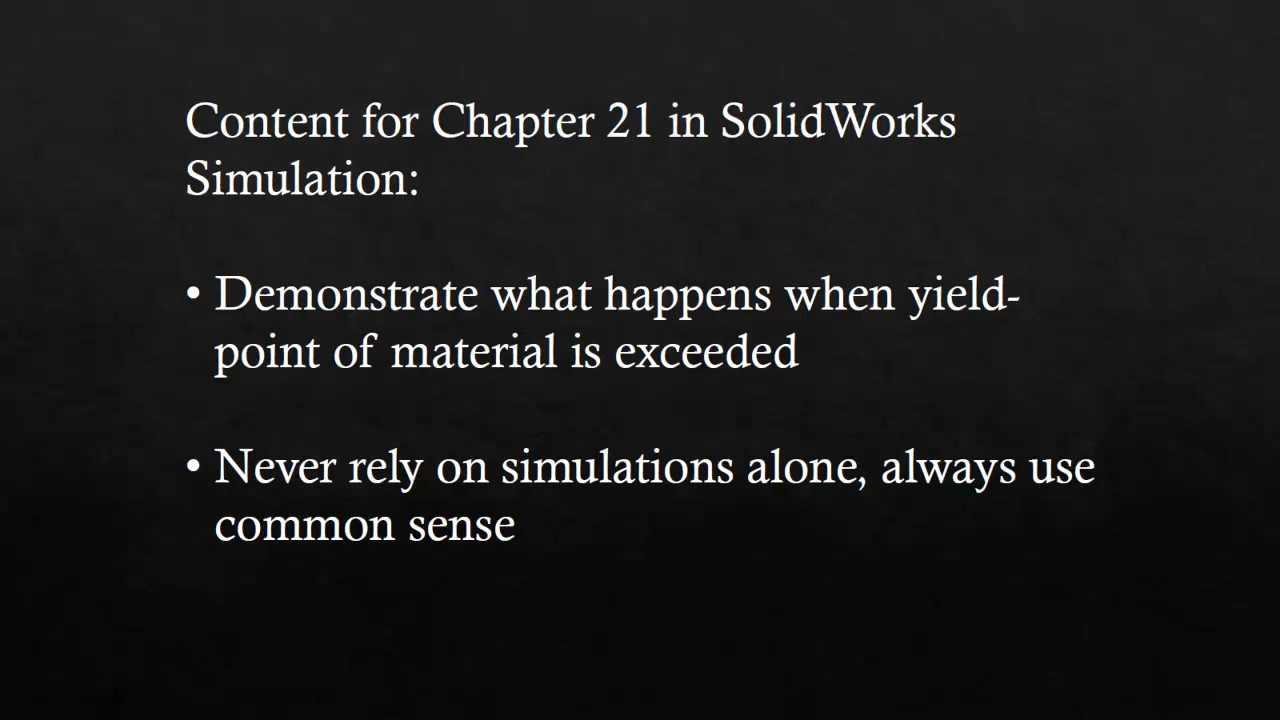 Content for Chapter 21 in SolidWorks
Simulation:
• Demonstrate what happens when yield-
point of material is exceeded
• Never rely on simulations alone, always use
common sense